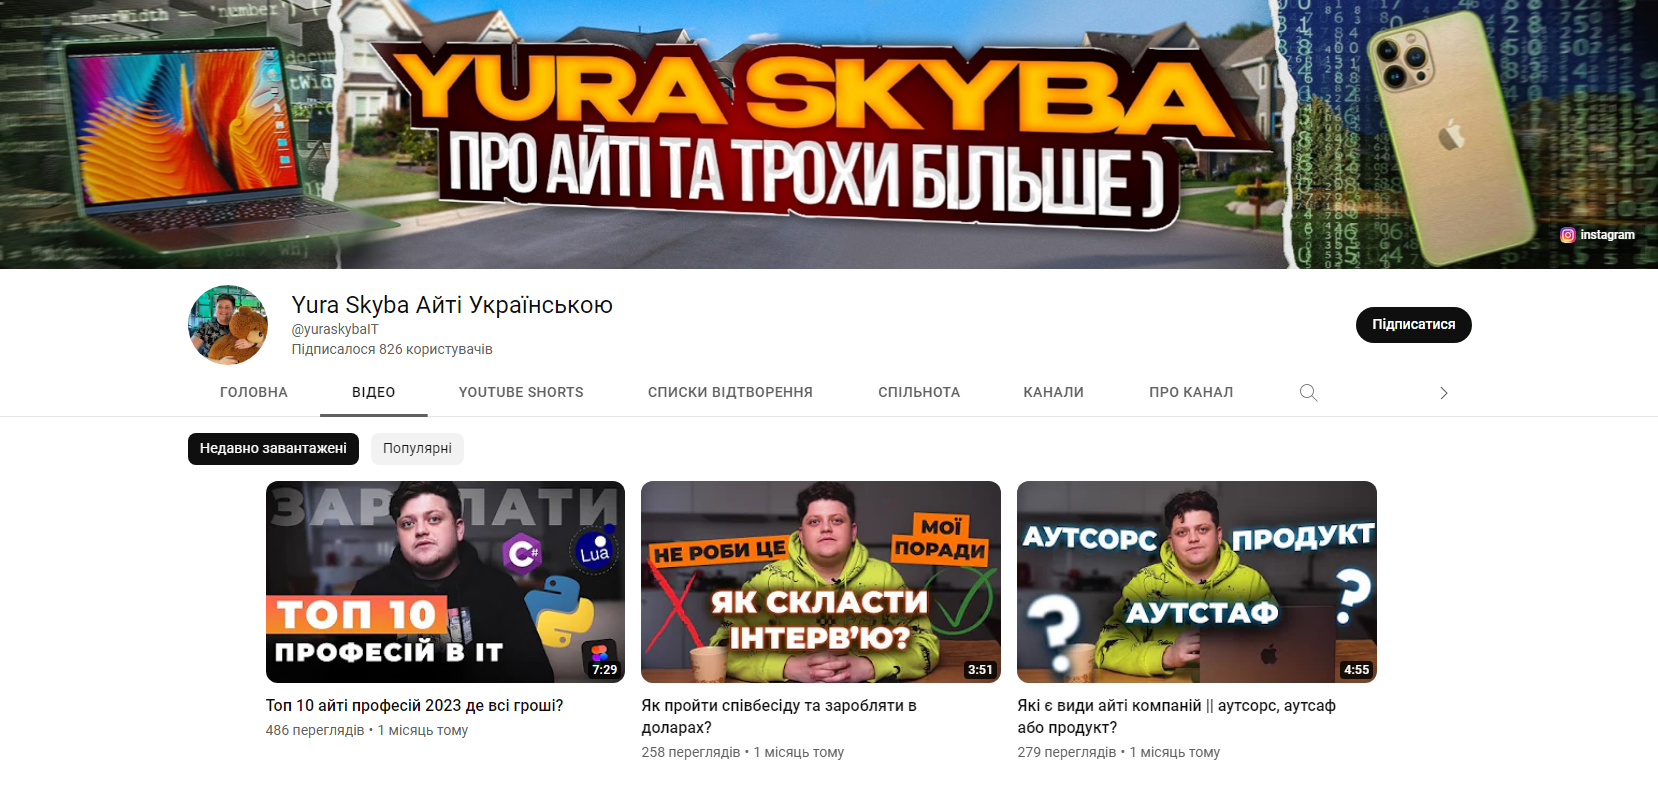 YURA SKYBA
ПРО АЙТІ ТА ТРОХИ БІЛЬШЕ )
instagram
Yura Skyba Айті Українською
@yuraskybaIT
Підписалося 826 користувачів
Підписатися
ГОЛОВНА ВІДЕО YOUTUBE SHORTS СПИСКИ ВІДТВОРЕННЯ СПІЛЬНОТА КАНАЛИ ПРО КАНАЛ
Недавно завантажені Популярні
C#
Lua
ТОП 10
ПРОФЕСІЙ В ІТ
7:29
НЕ РОБИ ЦЕ
МОЇ
ПОРАДИ
ЯК СКЛАСТИ
ІНТЕРВ'Ю?
3:51
АУТСОРС ПРОДУКТ
? АУТСТАФ ?
4:55
Топ 10 айті професій 2023 де всі гроші?
486 переглядів • 1 місяць тому
Як пройти співбесіду та заробляти в
доларах?
258 переглядів • 1 місяць тому
Які є види айті компаній || аутсорс, аутсаф
або продукт?
279 переглядів • 1 місяць тому